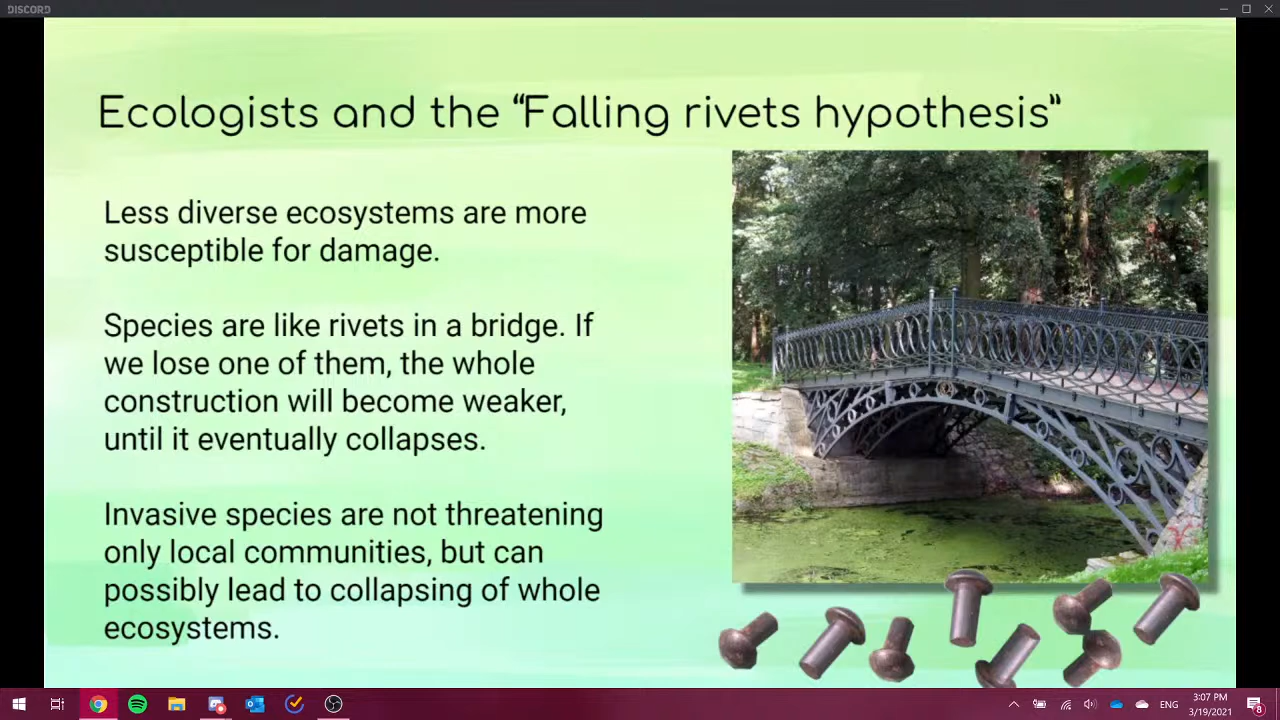 DISCORD
Ecologists and the “Falling rivets hypothesis”
Less diverse ecosystems are more
susceptible for damage.
Species are like rivets in a bridge. If
we lose one of them, the whole
construction will become weaker,
until it eventually collapses.
Invasive species are not threatening
only local communities, but can
possibly lead to collapsing of whole
ecosystems.
ENG
3:07 PM
3/19/2021
8